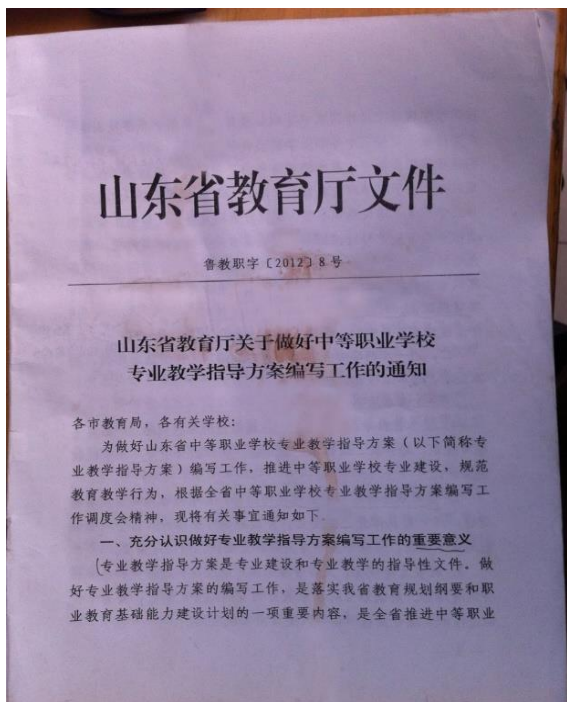 山东省教育厅文件
鲁教职字〔2012〕8号
山东省教育厅关于做好中等职业学校
专业教学指导方案编写工作的通知
各市教育局，各有关学校：
为做好山东省中等职业学校专业教学指导方案（以下简称专
业教学指导方案）编写工作，推进中等职业学校专业建设，规范
教育教学行为，根据全省中等职业学校专业教学指导方案编写工
作调度会精神，现将有关事宜通知如下.
一、充分认识做好专业教学指导方案编写工作的重要意义
专业教学指导方案是专业建设和专业教学的指导性文件。做
好专业教学指导方案的编写工作，是落实我省教育规划纲要和职
业教育基础能力建设计划的一项重要内容，是全省推进中等职业